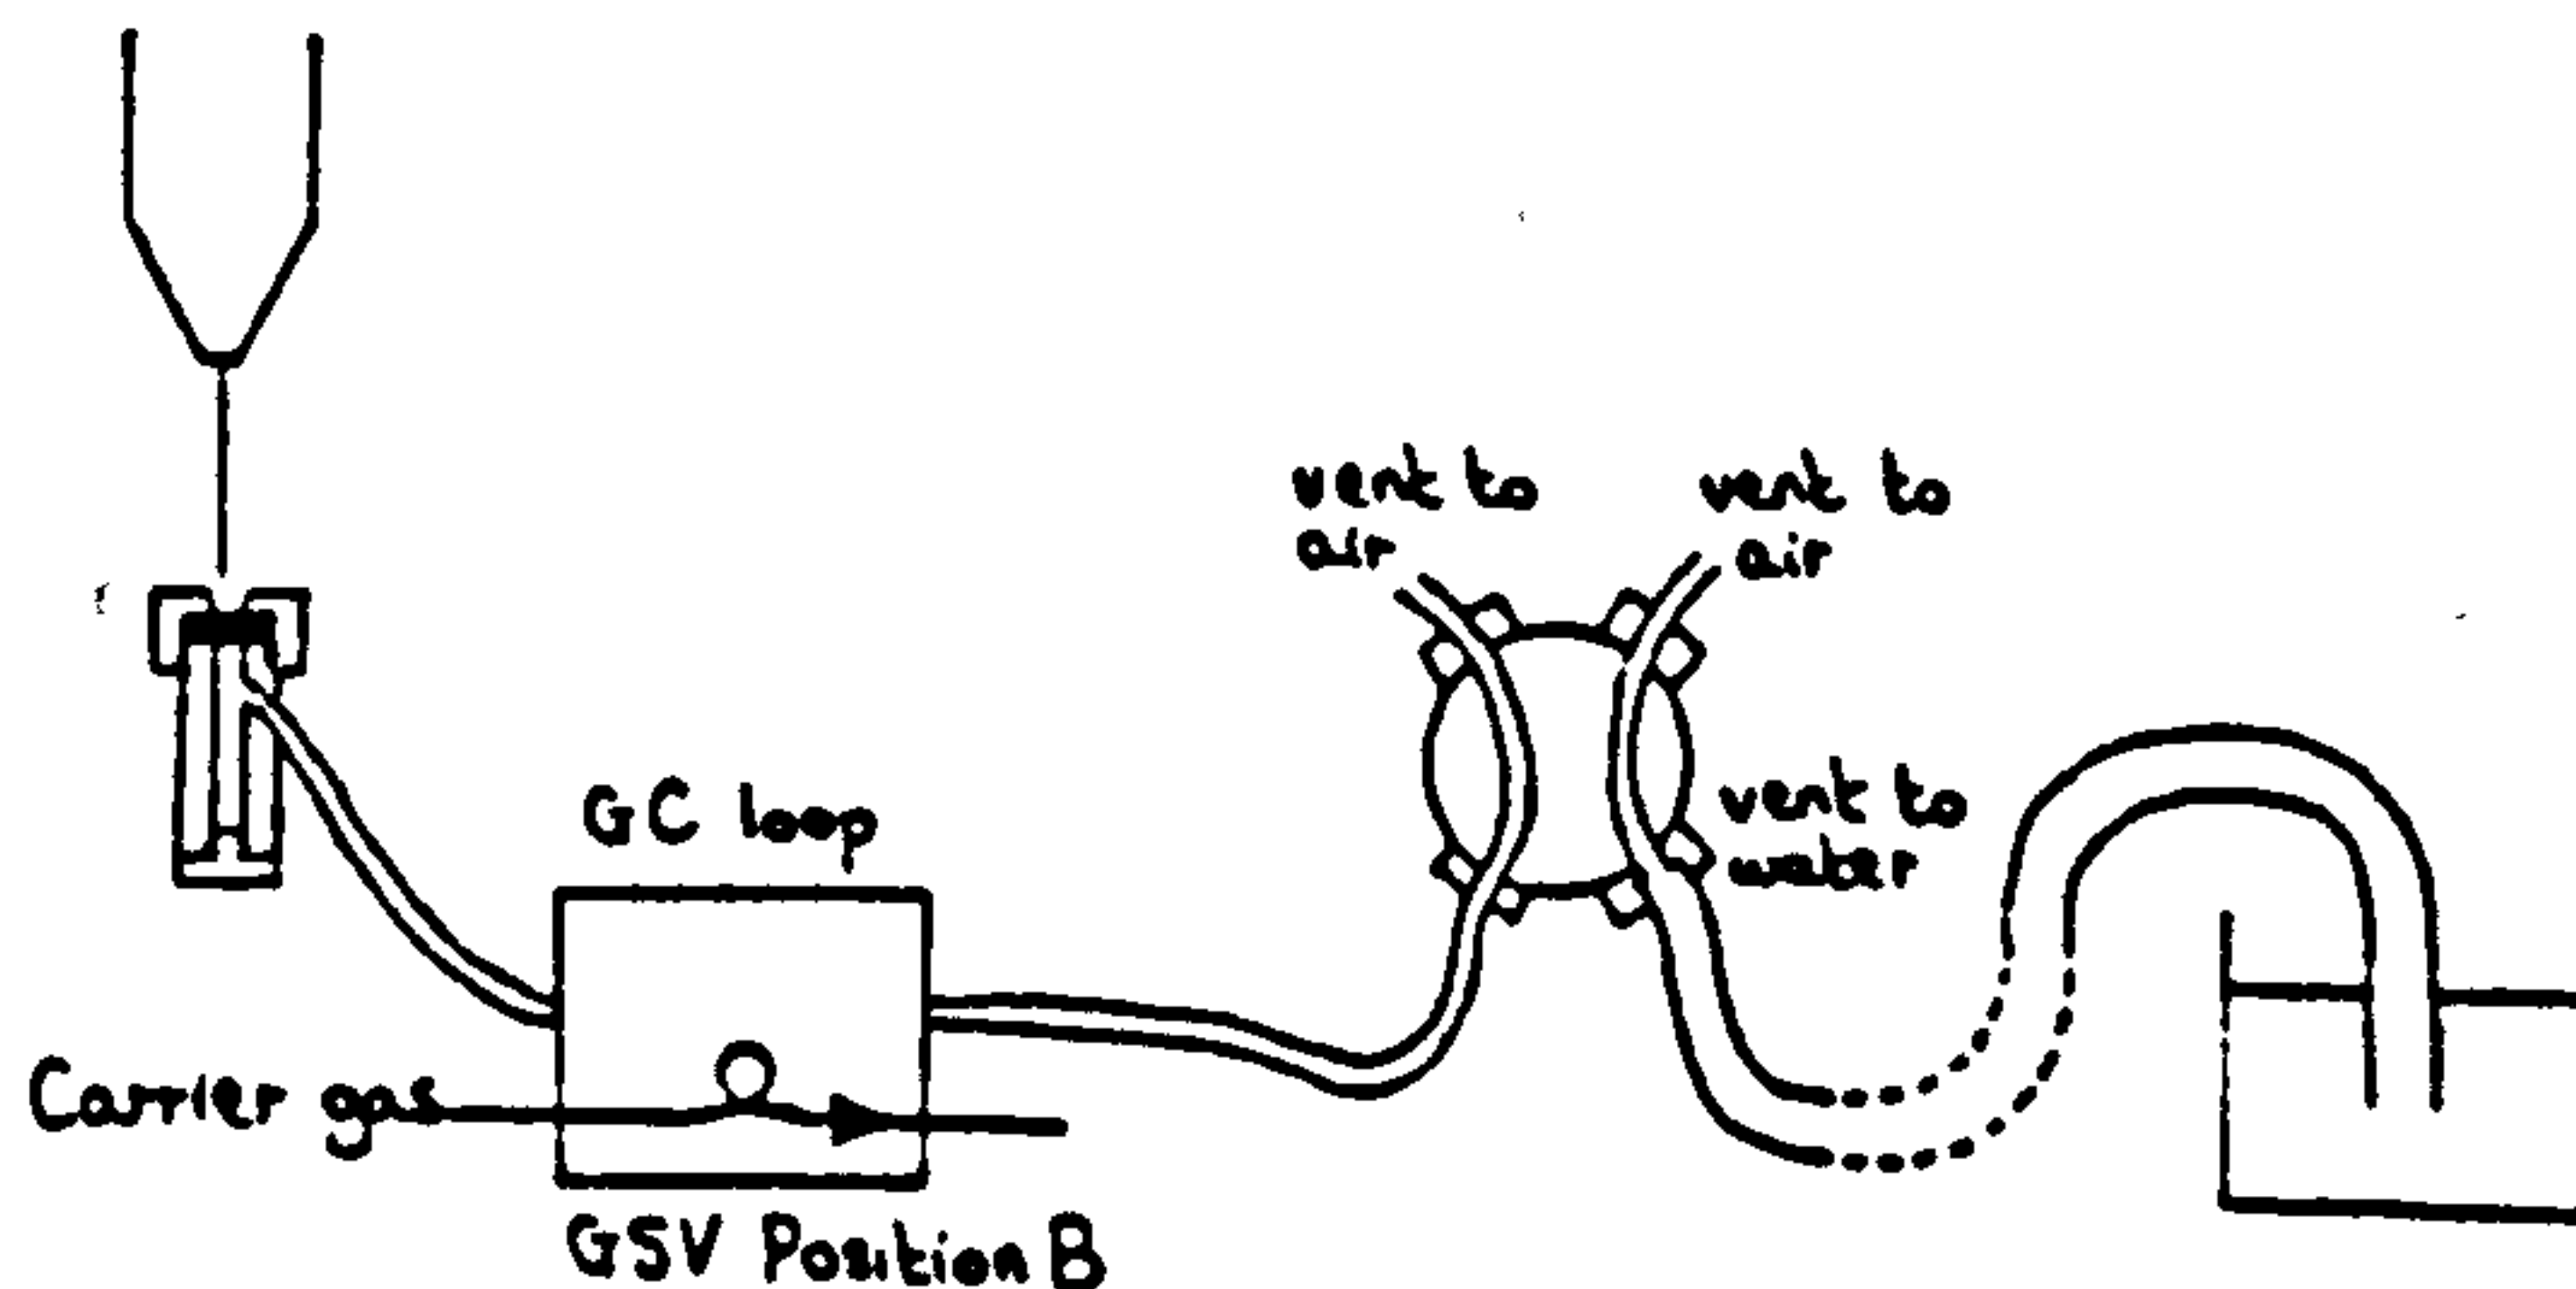 vent to
air
vent to
air
vent to
water
GC loop
Carrier gas
GSV Position B